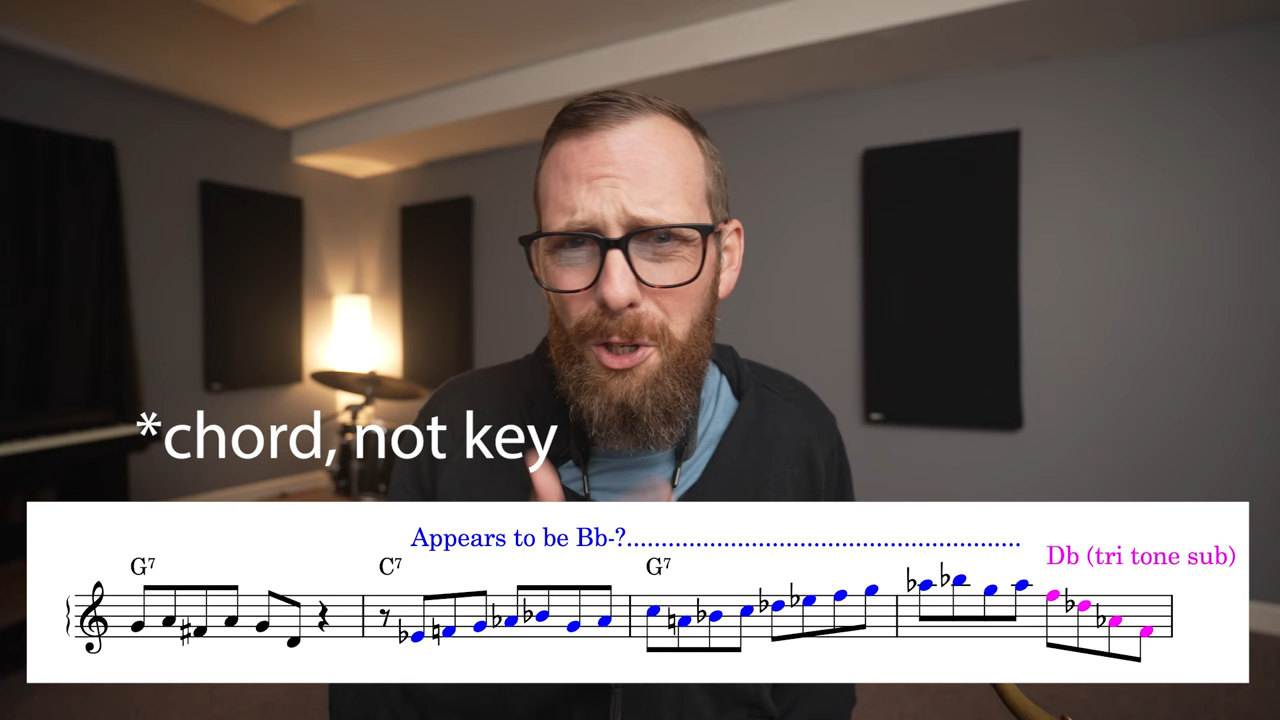 *chord, not key
Appears to be Bb-?.........................................................
Db (tri tone sub)
G⁷
C⁷
G⁷